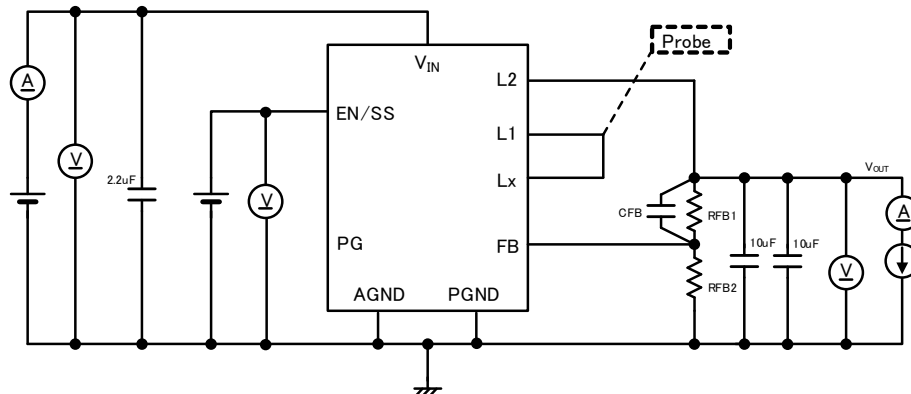 Probe
VIN
L2
A
EN/SS
L1
V
2.2uF
V
Lx
VOUT
CFB
RFB1
A
PG
FB
10uF
10uF
V
RFB2
AGND
PGND